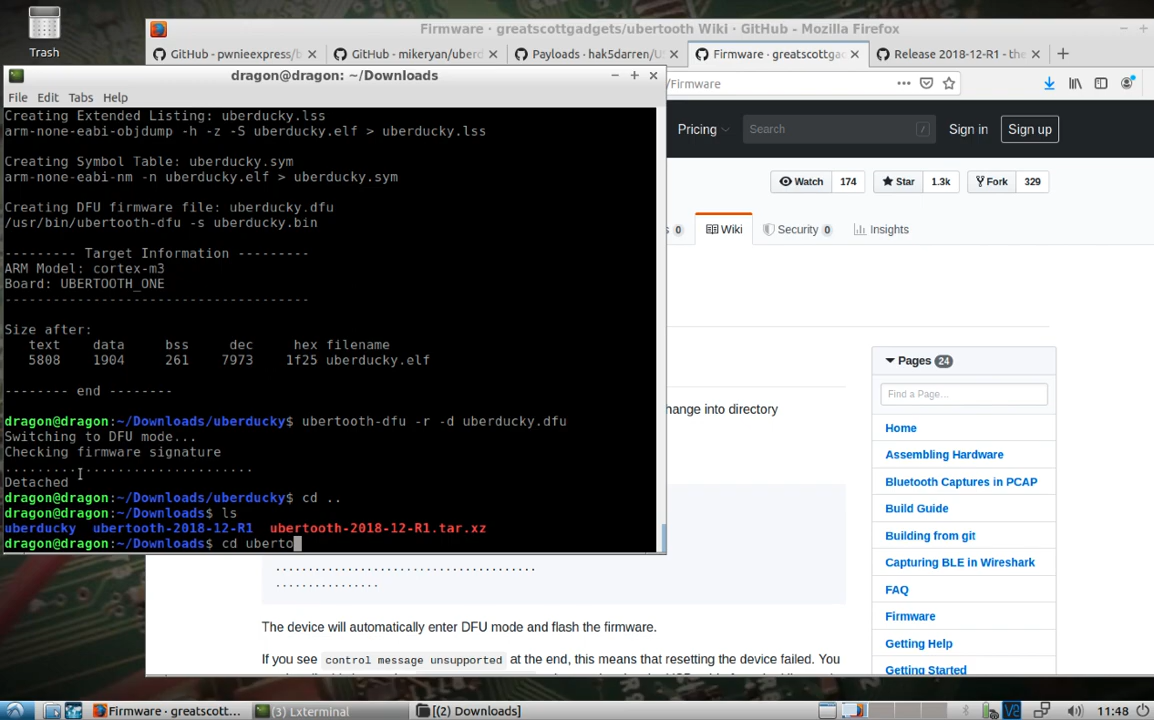 Trash
Firmware · greatscottgadgets/ubertooth Wiki · GitHub - Mozilla Firefox
GitHub - pwnieexpress/b
GitHub - mikeryan/uberd
Payloads · hak5darren/U
Firmware · greatscottga
Release 2018-12-R1 · the
/Firmware
dragon@dragon: ~/Downloads
File Edit Tabs Help
Creating Extended Listing: uberducky.lss
arm-none-eabi-objdump -h -z -S uberducky.elf > uberducky.lss
Creating Symbol Table: uberducky.sym
arm-none-eabi-nm -n uberducky.elf > uberducky.sym
Creating DFU firmware file: uberducky.dfu
/usr/bin/ubertooth-dfu -s uberducky.bin
--------- Target Information ---------
ARM Model: cortex-m3
Board: UBERTOOTH_ONE
--------------------------------------
Size after:
text data bss dec hex filename
5808 1904 261 7973 1f25 uberducky.elf
-------- end --------
dragon@dragon:~/Downloads/uberducky$ ubertooth-dfu -r -d uberducky.dfu
Switching to DFU mode...
Checking firmware signature
...............................
Detached
dragon@dragon:~/Downloads/uberducky$ cd ..
dragon@dragon:~/Downloads$ ls
uberducky ubertooth-2018-12-R1 ubertooth-2018-12-R1.tar.xz
dragon@dragon:~/Downloads$ cd uberto
Pricing
Search /
Sign in
Sign up
Watch 174
Star 1.3k
Fork 329
s 0
Wiki
Security 0
Insights
hange into directory
........................................
................
The device will automatically enter DFU mode and flash the firmware.
If you see control message unsupported at the end, this means that resetting the device failed. You
Pages 24
Find a Page…
Home
Assembling Hardware
Bluetooth Captures in PCAP
Build Guide
Building from git
Capturing BLE in Wireshark
FAQ
Firmware
Getting Help
Getting Started
Firmware · greatscott...
(3) Lxterminal
[(2) Downloads]
11:48